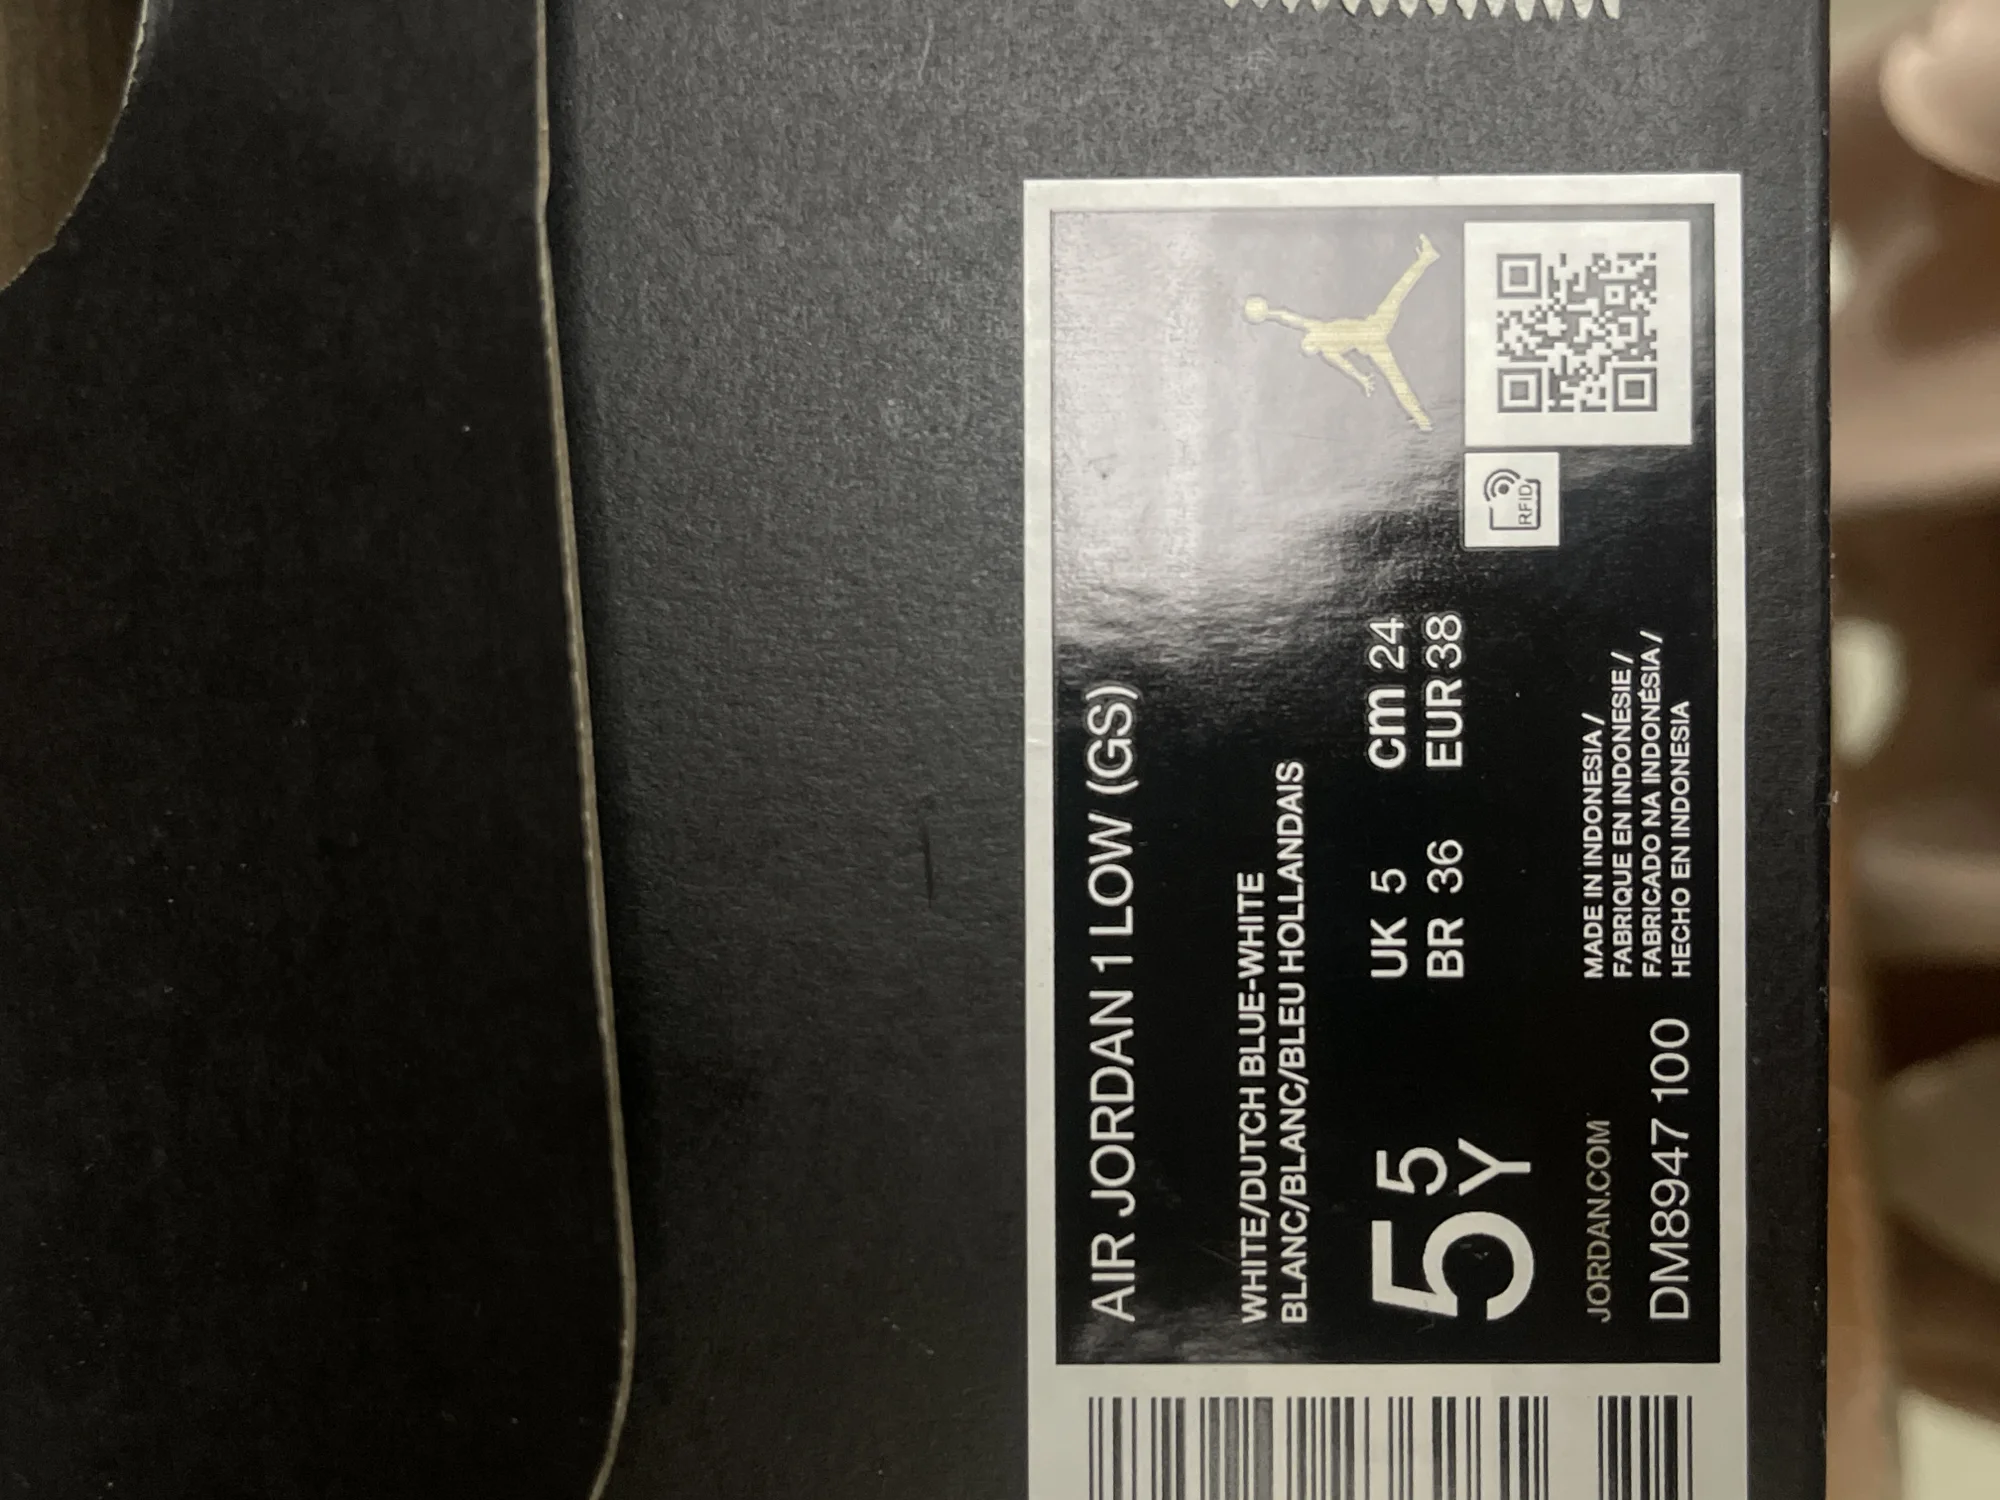 AIR JORDAN 1 LOW (GS)
WHITE/DUTCH BLUE-WHITE
BLANC/BLANC/BLEU HOLLANDAIS
5 5Y
UK 5 cm 24
BR 36 EUR 38
RFID
MADE IN INDONESIA /
FABRIQUE EN INDONESIE /
FABRICADO NA INDONÉSIA /
HECHO EN INDONESIA
JORDAN.COM
DM8947 100